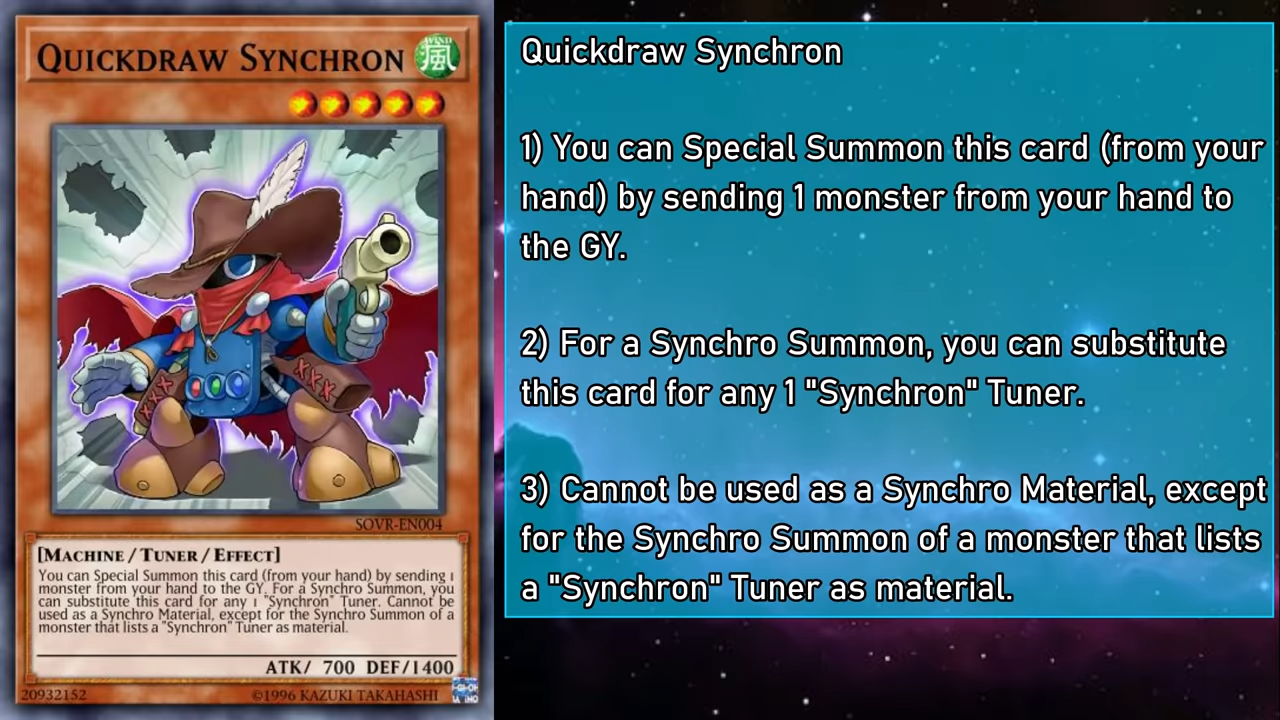 QUICKDRAW SYNCHRON
WIND
風
SOVR-EN004
[MACHINE / TUNER / EFFECT]
You can Special Summon this card (from your hand) by sending 1
monster from your hand to the GY. For a Synchro Summon, you
can substitute this card for any 1 "Synchron" Tuner. Cannot be
used as a Synchro Material, except for the Synchro Summon of a
monster that lists a "Synchron" Tuner as material.
ATK/ 700 DEF/1400
20932152
©1996 KAZUKI TAKAHASHI
Quickdraw Synchron
1) You can Special Summon this card (from your
hand) by sending 1 monster from your hand to
the GY.
2) For a Synchro Summon, you can substitute
this card for any 1 "Synchron" Tuner.
3) Cannot be used as a Synchro Material, except
for the Synchro Summon of a monster that lists
a "Synchron" Tuner as material.